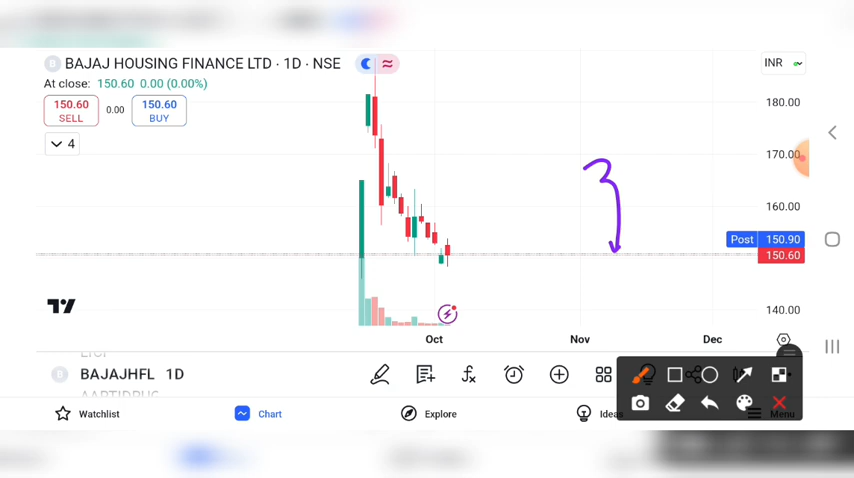 B BAJAJ HOUSING FINANCE LTD · 1D · NSE
INR
At close: 150.60 0.00 (0.00%)
150.60 SELL
0.00
150.60 BUY
4
180.00
170.00
160.00
Post 150.90
150.60
140.00
Oct Nov Dec
B BAJAJHFL 1D
Watchlist
Chart
Explore
Ideas
Menu